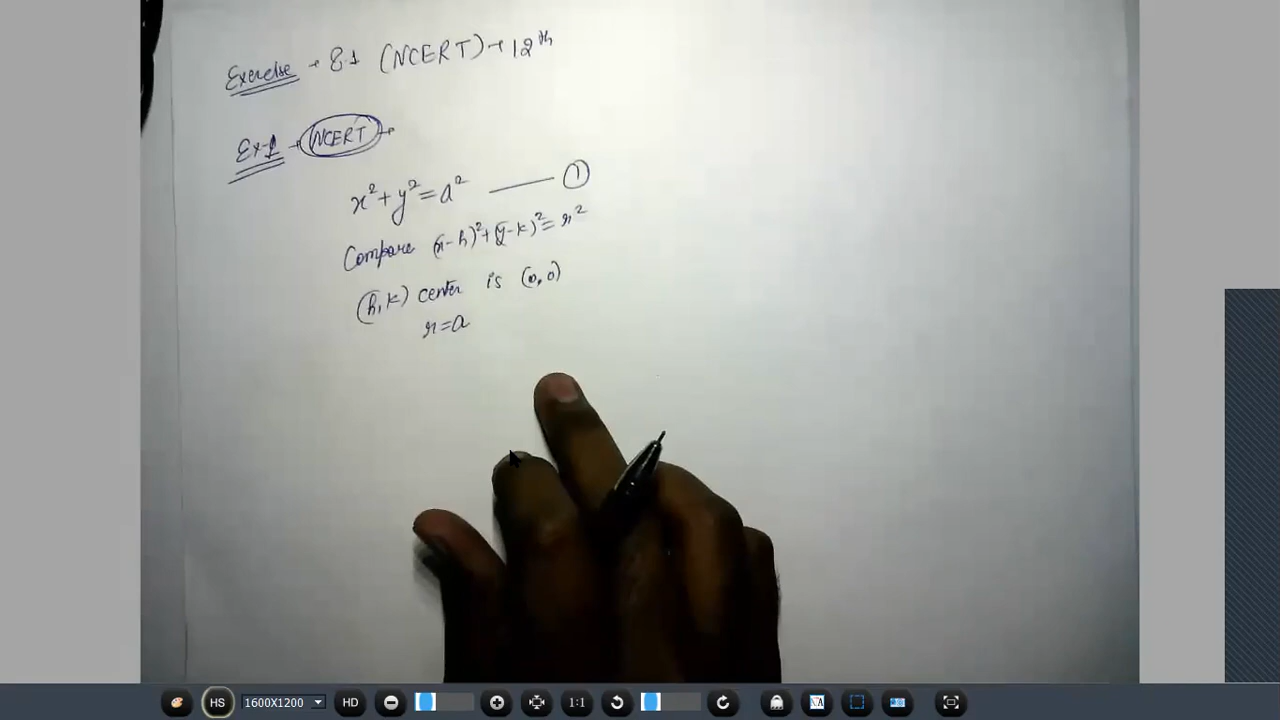 Exercise → 8.1 (NCERT) → 12th
Ex-1 → NCERT →
x² + y² = a² —— ①
Compare (x-h)² + (y-k)² = r²
(h,k) center is (0,0)
r = a
HS 1600X1200 HD 1:1